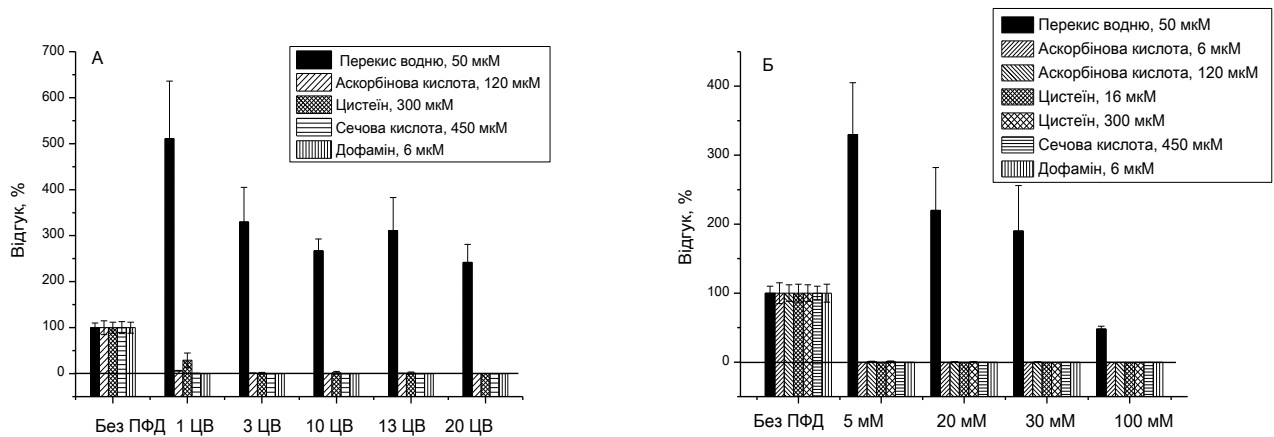 А
700
600
500
400
300
200
100
0
Відгук, %
Перекис водню, 50 мкМ
Аскорбінова кислота, 120 мкМ
Цистеїн, 300 мкМ
Сечова кислота, 450 мкМ
Дофамін, 6 мкМ
Без ПФД 1 ЦВ 3 ЦВ 10 ЦВ 13 ЦВ 20 ЦВ
Б
400
300
200
100
0
Відгук, %
Перекис водню, 50 мкМ
Аскорбінова кислота, 6 мкМ
Аскорбінова кислота, 120 мкМ
Цистеїн, 16 мкМ
Цистеїн, 300 мкМ
Сечова кислота, 450 мкМ
Дофамін, 6 мкМ
Без ПФД 5 мМ 20 мМ 30 мМ 100 мМ